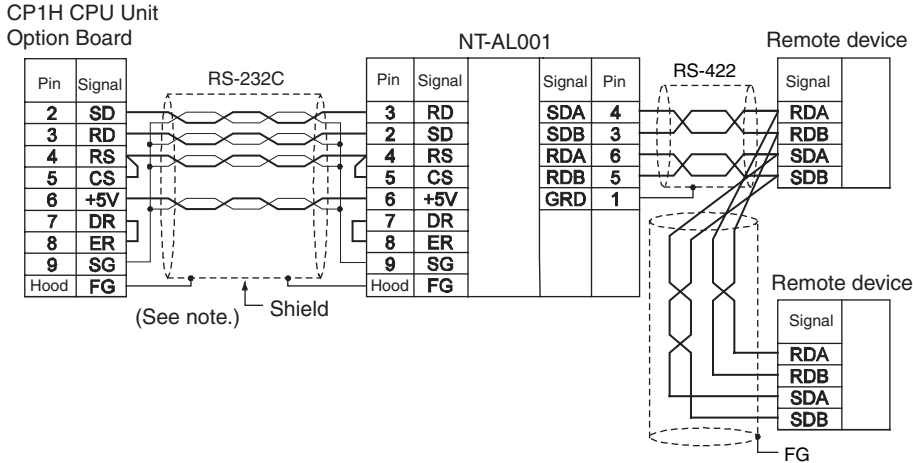 CP1H CPU Unit
Option Board
NT-AL001
Remote device
Pin Signal
RS-232C
Pin Signal
Signal Pin
RS-422
Signal
2 SD
3 RD
SDA 4
RDA
3 RD
2 SD
SDB 3
RDB
4 RS
4 RS
RDA 6
SDA
5 CS
5 CS
RDB 5
SDB
6 +5V
6 +5V
GRD 1
7 DR
7 DR
8 ER
8 ER
9 SG
9 SG
Hood FG
Hood FG
(See note.)
Shield
Remote device
Signal
RDA
RDB
SDA
SDB
FG